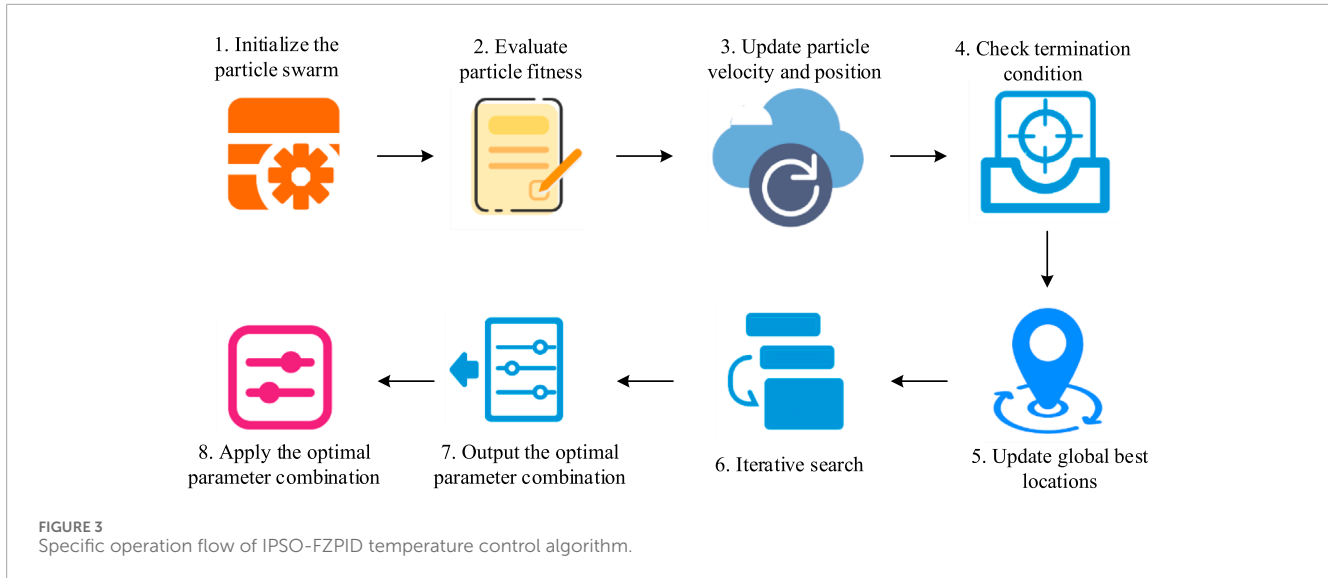 1. Initialize the
particle swarm
2. Evaluate
particle fitness
3. Update particle
velocity and position
4. Check termination
condition
8. Apply the optimal
parameter combination
7. Output the optimal
parameter combination
6. Iterative search
5. Update global best
locations
FIGURE 3
Specific operation flow of IPSO-FZPID temperature control algorithm.